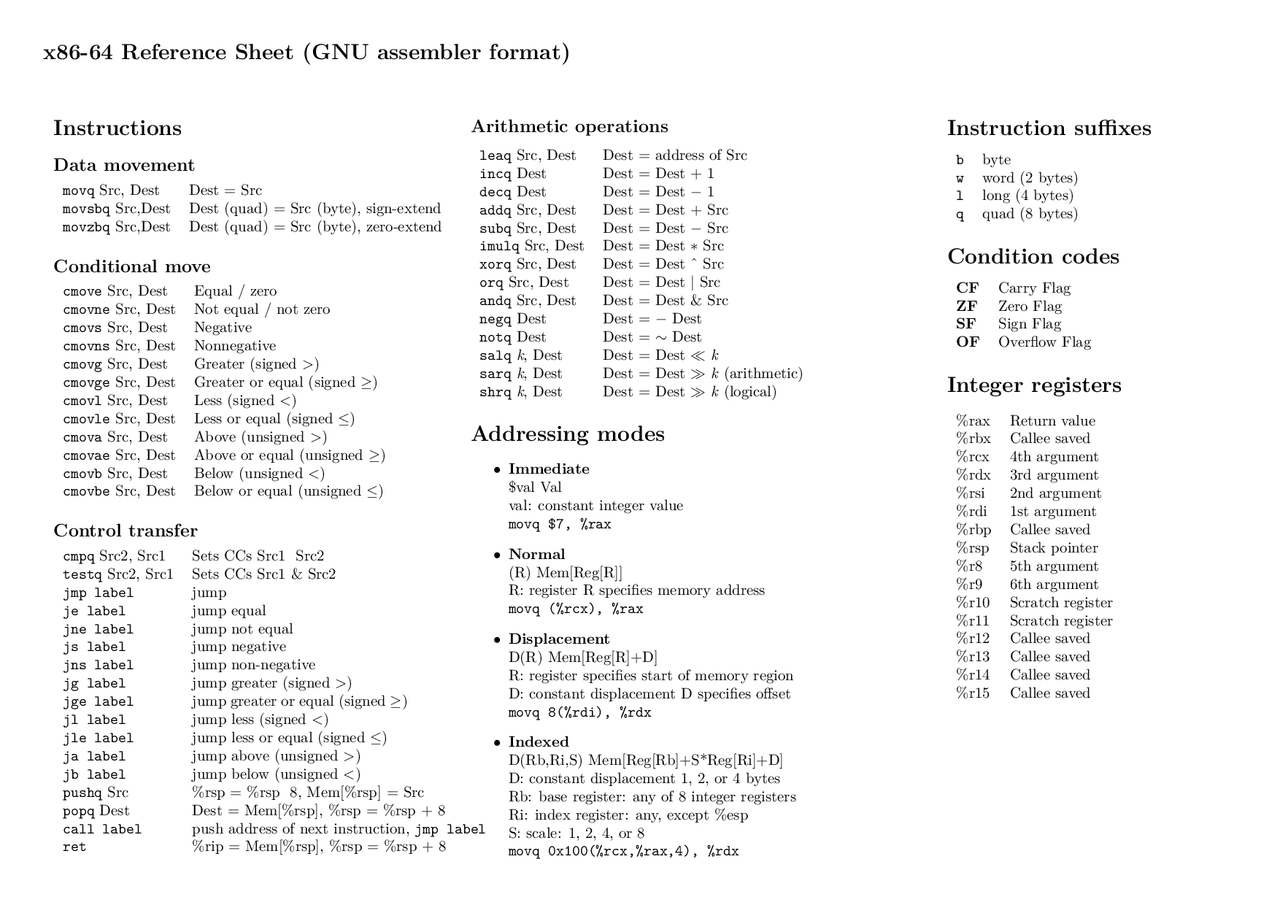 x86-64 Reference Sheet (GNU assembler format)
Instructions
Data movement
movq Src, Dest Dest = Src
movsbq Src,Dest Dest (quad) = Src (byte), sign-extend
movzbq Src,Dest Dest (quad) = Src (byte), zero-extend
Conditional move
cmove Src, Dest Equal / zero
cmovne Src, Dest Not equal / not zero
cmovs Src, Dest Negative
cmovns Src, Dest Nonnegative
cmovg Src, Dest Greater (signed >)
cmovge Src, Dest Greater or equal (signed ≥)
cmovl Src, Dest Less (signed <)
cmovle Src, Dest Less or equal (signed ≤)
cmova Src, Dest Above (unsigned >)
cmovae Src, Dest Above or equal (unsigned ≥)
cmovb Src, Dest Below (unsigned <)
cmovbe Src, Dest Below or equal (unsigned ≤)
Control transfer
cmpq Src2, Src1 Sets CCs Src1 Src2
testq Src2, Src1 Sets CCs Src1 & Src2
jmp label jump
je label jump equal
jne label jump not equal
js label jump negative
jns label jump non-negative
jg label jump greater (signed >)
jge label jump greater or equal (signed ≥)
jl label jump less (signed <)
jle label jump less or equal (signed ≤)
ja label jump above (unsigned >)
jb label jump below (unsigned <)
pushq Src %rsp = %rsp 8, Mem[%rsp] = Src
popq Dest Dest = Mem[%rsp], %rsp = %rsp + 8
call label push address of next instruction, jmp label
ret %rip = Mem[%rsp], %rsp = %rsp + 8
Arithmetic operations
leaq Src, Dest Dest = address of Src
incq Dest Dest = Dest + 1
decq Dest Dest = Dest − 1
addq Src, Dest Dest = Dest + Src
subq Src, Dest Dest = Dest − Src
imulq Src, Dest Dest = Dest ∗ Src
xorq Src, Dest Dest = Dest ˆ Src
orq Src, Dest Dest = Dest | Src
andq Src, Dest Dest = Dest & Src
negq Dest Dest = − Dest
notq Dest Dest = ∼ Dest
salq k, Dest Dest = Dest ≪ k
sarq k, Dest Dest = Dest ≫ k (arithmetic)
shrq k, Dest Dest = Dest ≫ k (logical)
Addressing modes
• Immediate
$val Val
val: constant integer value
movq $7, %rax
• Normal
(R) Mem[Reg[R]]
R: register R specifies memory address
movq (%rcx), %rax
• Displacement
D(R) Mem[Reg[R]+D]
R: register specifies start of memory region
D: constant displacement D specifies offset
movq 8(%rdi), %rdx
• Indexed
D(Rb,Ri,S) Mem[Reg[Rb]+S*Reg[Ri]+D]
D: constant displacement 1, 2, or 4 bytes
Rb: base register: any of 8 integer registers
Ri: index register: any, except %esp
S: scale: 1, 2, 4, or 8
movq 0x100(%rcx,%rax,4), %rdx
Instruction suffixes
b byte
w word (2 bytes)
l long (4 bytes)
q quad (8 bytes)
Condition codes
CF Carry Flag
ZF Zero Flag
SF Sign Flag
OF Overflow Flag
Integer registers
%rax Return value
%rbx Callee saved
%rcx 4th argument
%rdx 3rd argument
%rsi 2nd argument
%rdi 1st argument
%rbp Callee saved
%rsp Stack pointer
%r8 5th argument
%r9 6th argument
%r10 Scratch register
%r11 Scratch register
%r12 Callee saved
%r13 Callee saved
%r14 Callee saved
%r15 Callee saved